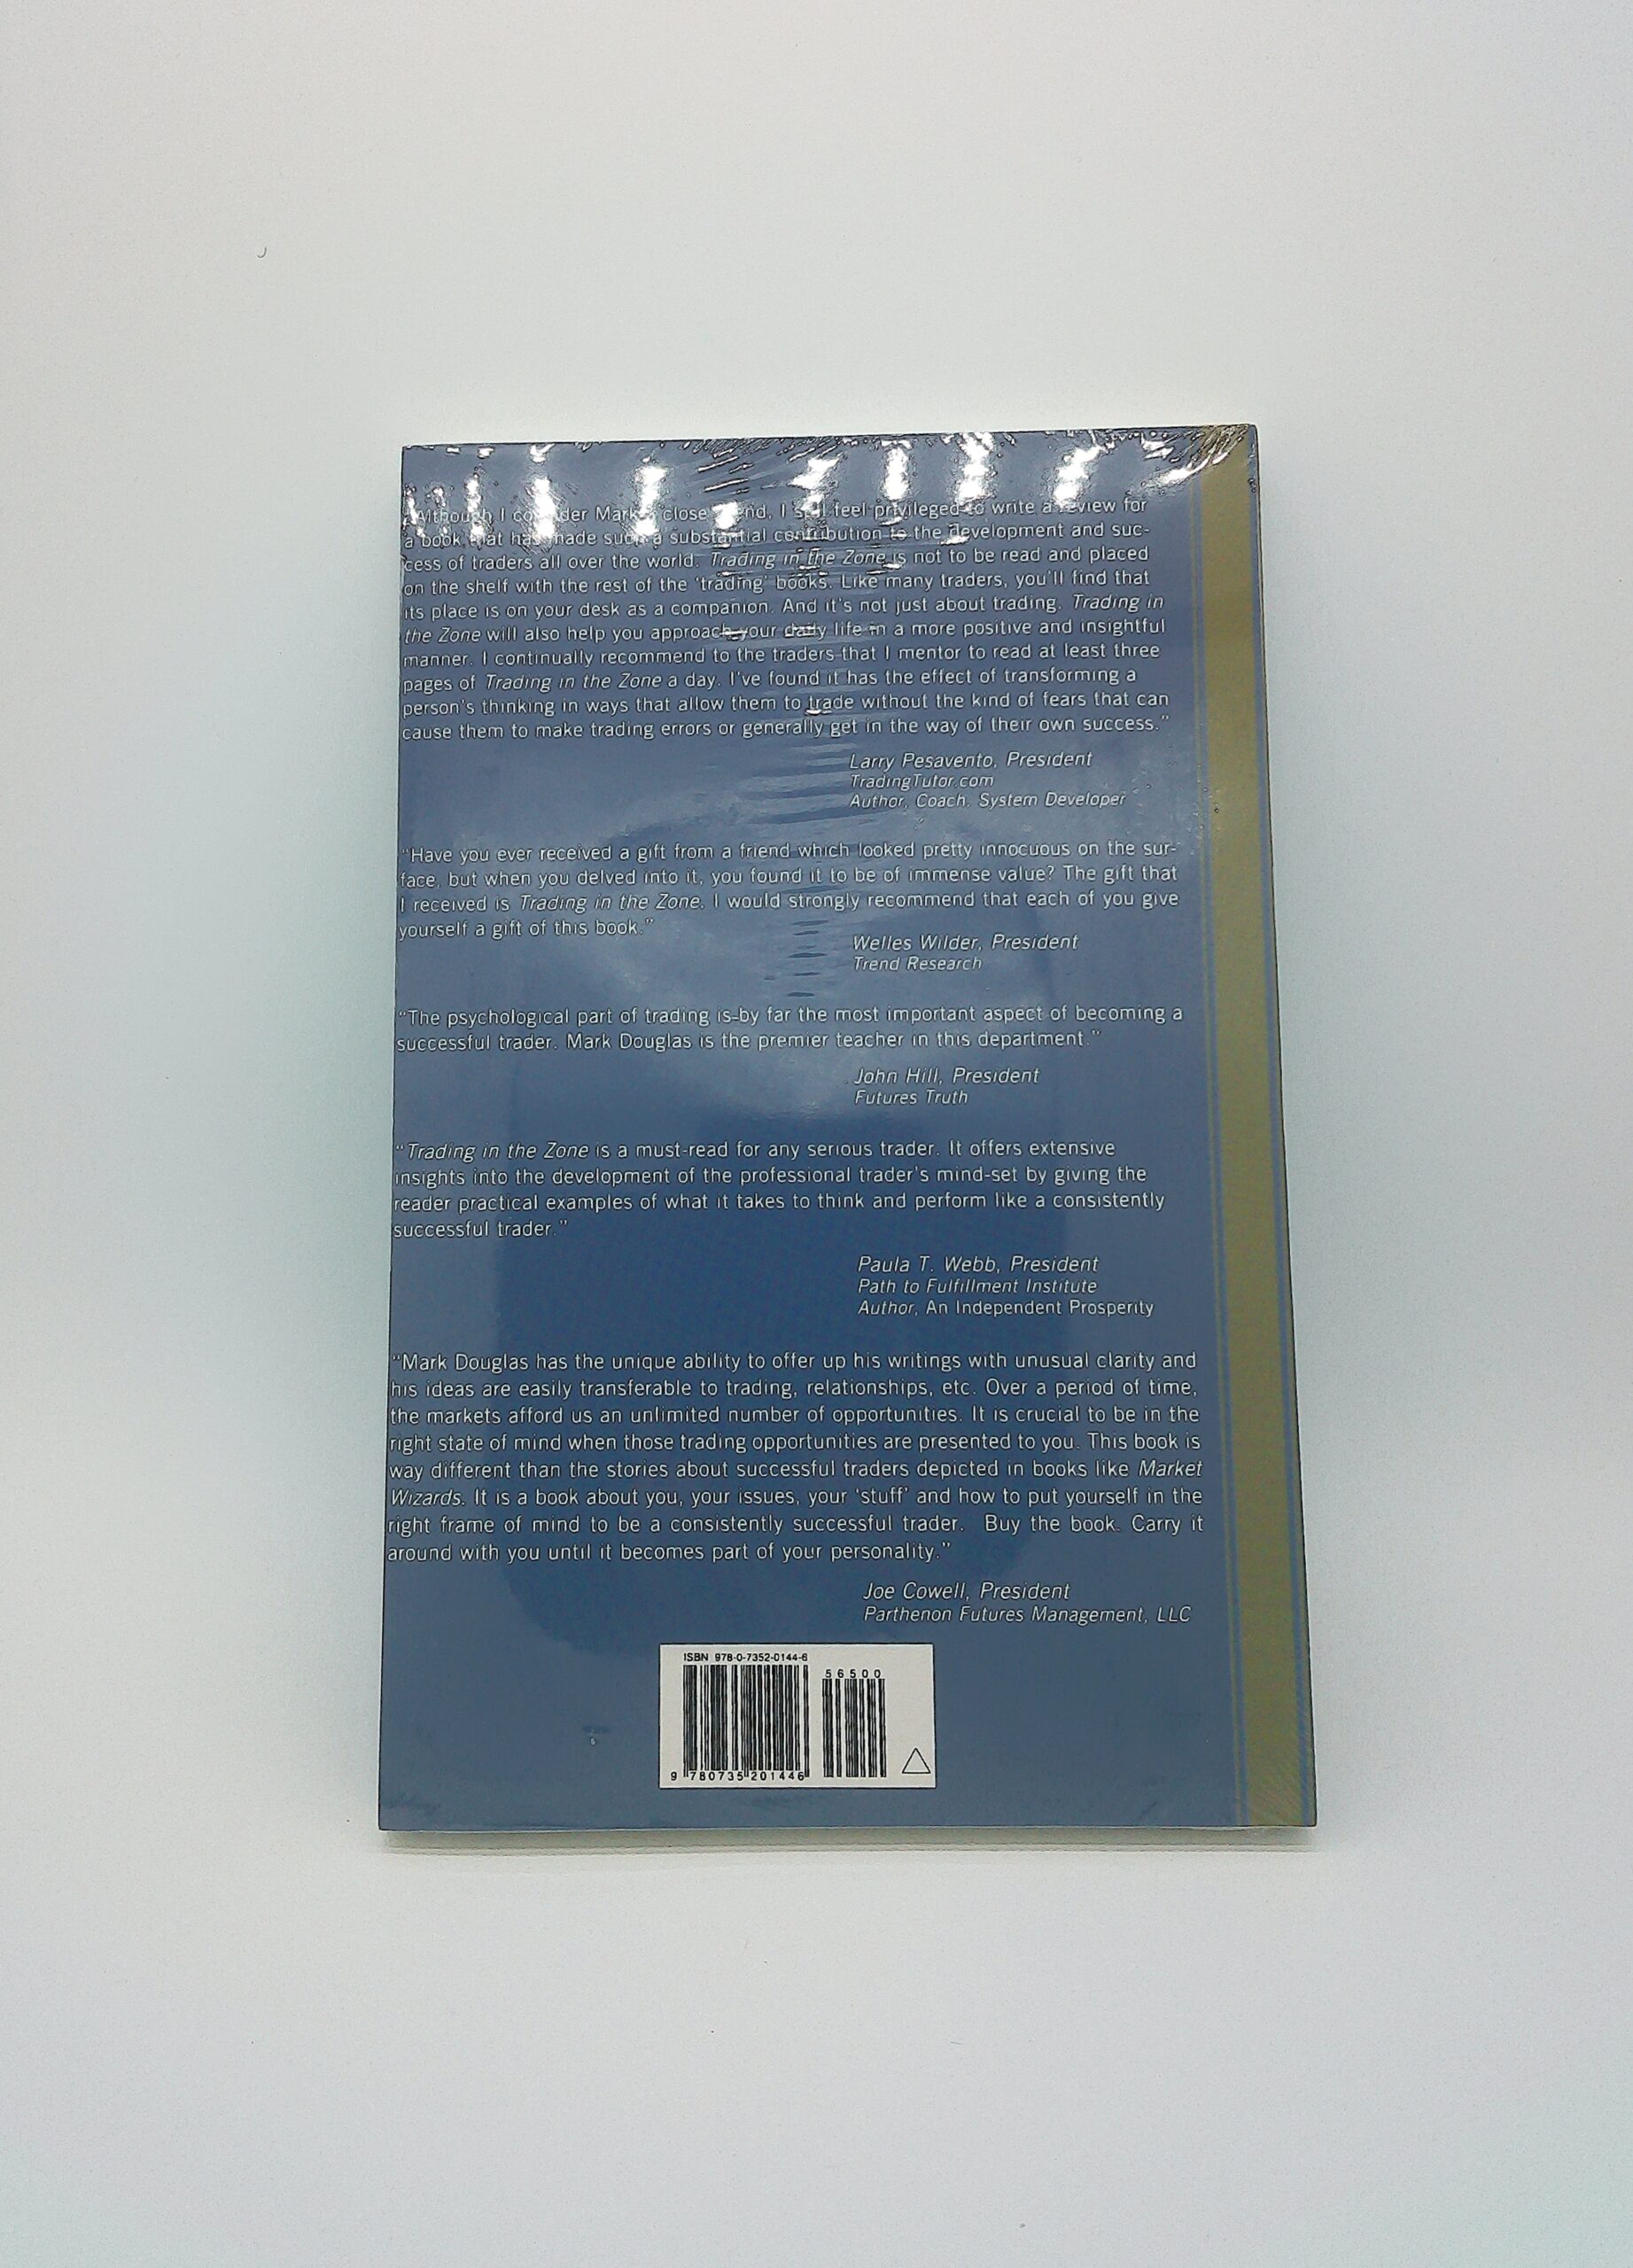 “Although I consider Mark a close friend, I still feel privileged to write a review for
a book that has made such a substantial contribution to the development and suc-
cess of traders all over the world. Trading in the Zone is not to be read and placed
on the shelf with the rest of the ‘trading’ books. Like many traders, you’ll find that
its place is on your desk as a companion. And it’s not just about trading. Trading in
the Zone will also help you approach your daily life in a more positive and insightful
manner. I continually recommend to the traders that I mentor to read at least three
pages of Trading in the Zone a day. I’ve found it has the effect of transforming a
person’s thinking in ways that allow them to trade without the kind of fears that can
cause them to make trading errors or generally get in the way of their own success.”
Larry Pesavento, President
TradingTutor.com
Author, Coach, System Developer
“Have you ever received a gift from a friend which looked pretty innocuous on the sur-
face, but when you delved into it, you found it to be of immense value? The gift that
I received is Trading in the Zone. I would strongly recommend that each of you give
yourself a gift of this book.”
Welles Wilder, President
Trend Research
“The psychological part of trading is by far the most important aspect of becoming a
successful trader. Mark Douglas is the premier teacher in this department.”
John Hill, President
Futures Truth
“Trading in the Zone is a must-read for any serious trader. It offers extensive
insights into the development of the professional trader’s mind-set by giving the
reader practical examples of what it takes to think and perform like a consistently
successful trader.”
Paula T. Webb, President
Path to Fulfillment Institute
Author, An Independent Prosperity
“Mark Douglas has the unique ability to offer up his writings with unusual clarity and
his ideas are easily transferable to trading, relationships, etc. Over a period of time,
the markets afford us an unlimited number of opportunities. It is crucial to be in the
right state of mind when those trading opportunities are presented to you. This book is
way different than the stories about successful traders depicted in books like Market
Wizards. It is a book about you, your issues, your ‘stuff’ and how to put yourself in the
right frame of mind to be a consistently successful trader. Buy the book. Carry it
around with you until it becomes part of your personality.”
Joe Cowell, President
Parthenon Futures Management, LLC
ISBN 978-0-7352-0144-6
56500
9 780735 201446